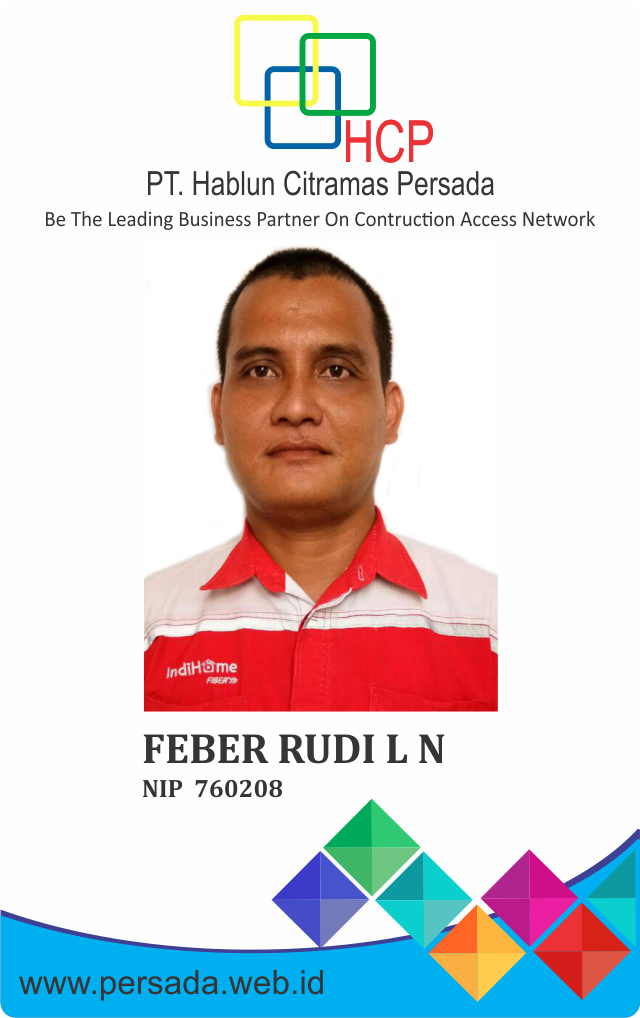 HCP
PT. Hablun Citramas Persada
Be The Leading Business Partner On Contruction Access Network
IndiHome
FIBER
FEBER RUDI L N
NIP 760208
www.persada.web.id